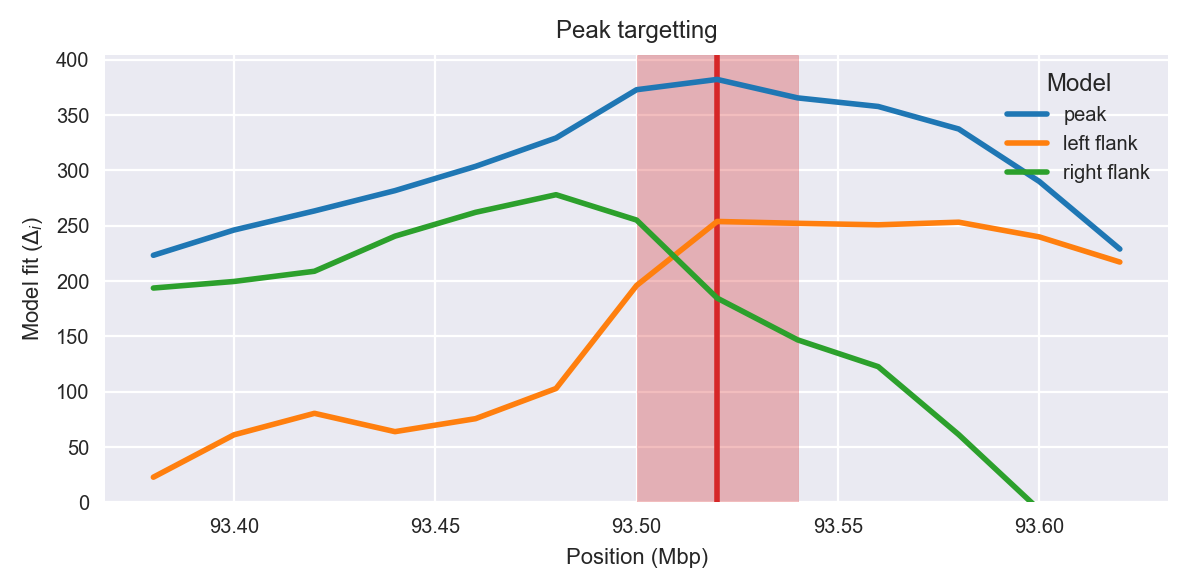 Peak targetting
400
350
300
250
200
150
100
50
0
Model fit (Δi)
93.40
93.45
93.50
93.55
93.60
Position (Mbp)
Model
peak
left flank
right flank